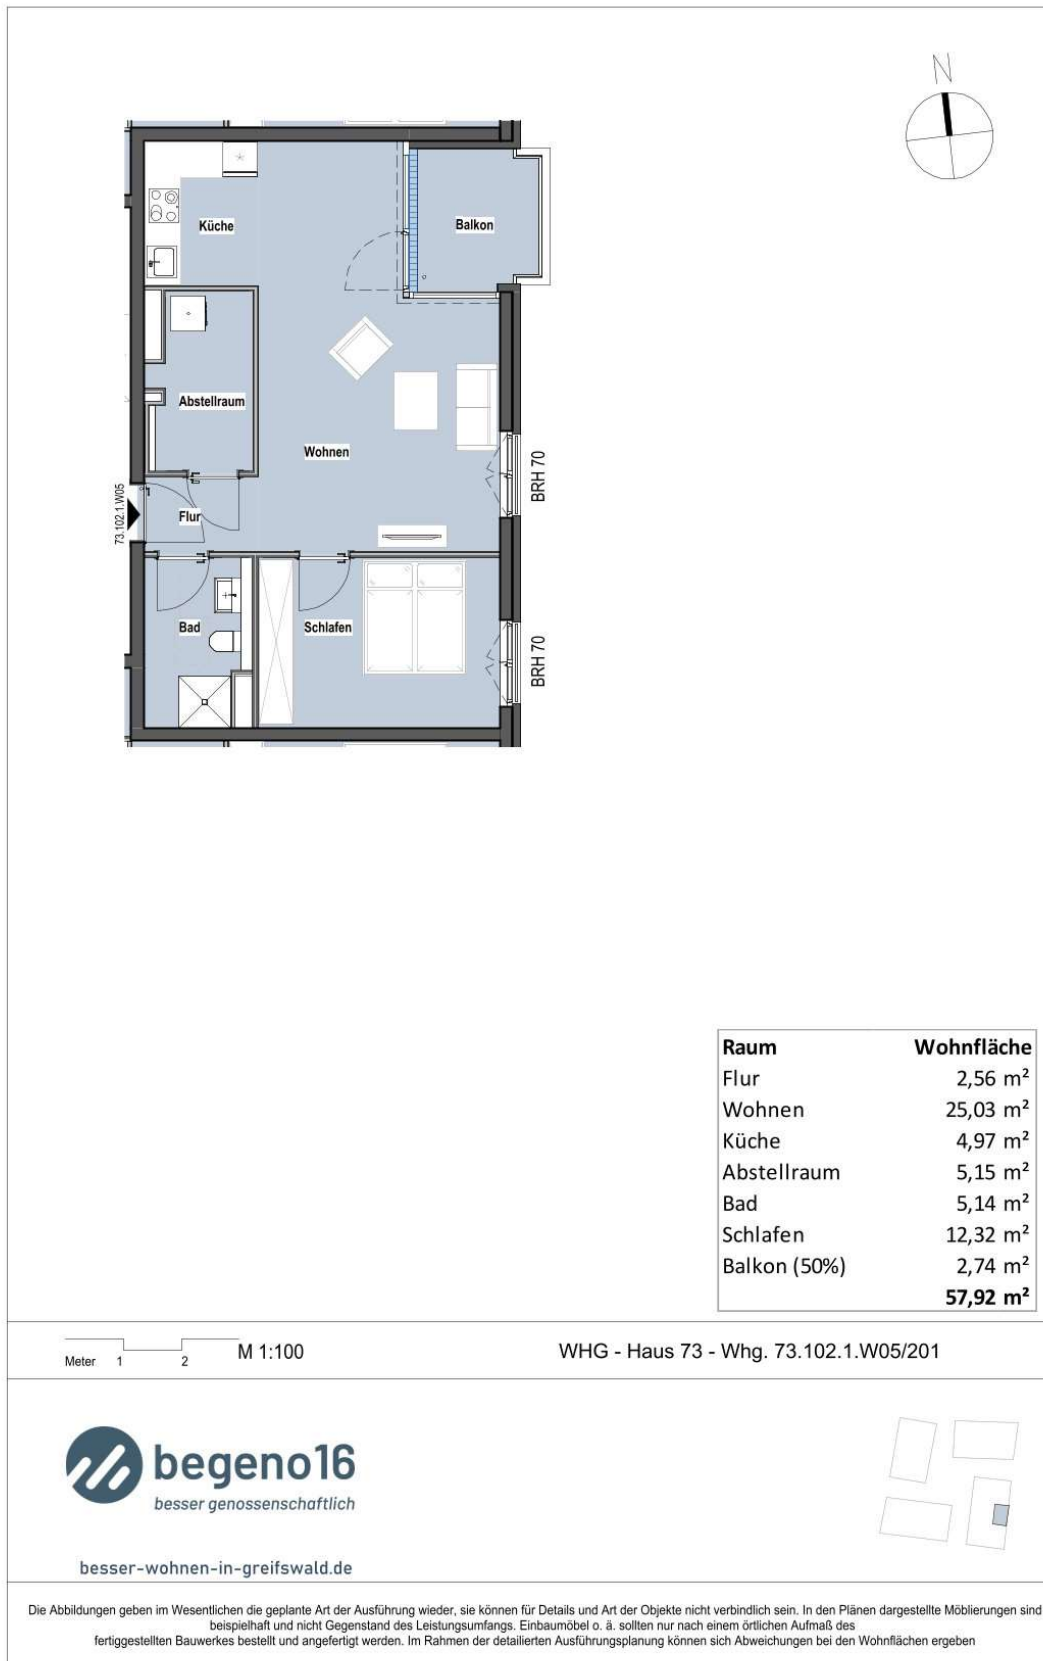 N
Küche
Balkon
Abstellraum
Wohnen
BRH 70
73.102.1.W05
Flur
Bad
Schlafen
BRH 70
Raum Wohnfläche
Flur 2,56 m²
Wohnen 25,03 m²
Küche 4,97 m²
Abstellraum 5,15 m²
Bad 5,14 m²
Schlafen 12,32 m²
Balkon (50%) 2,74 m²
57,92 m²
Meter 1 2 M 1:100
WHG - Haus 73 - Whg. 73.102.1.W05/201
begeno16
besser genossenschaftlich
besser-wohnen-in-greifswald.de
Die Abbildungen geben im Wesentlichen die geplante Art der Ausführung wieder, sie können für Details und Art der Objekte nicht verbindlich sein. In den Plänen dargestellte Möblierungen sind
beispielhaft und nicht Gegenstand des Leistungsumfangs. Einbaumöbel o. ä. sollten nur nach einem örtlichen Aufmaß des
fertiggestellten Bauwerkes bestellt und angefertigt werden. Im Rahmen der detailierten Ausführungsplanung können sich Abweichungen bei den Wohnflächen ergeben